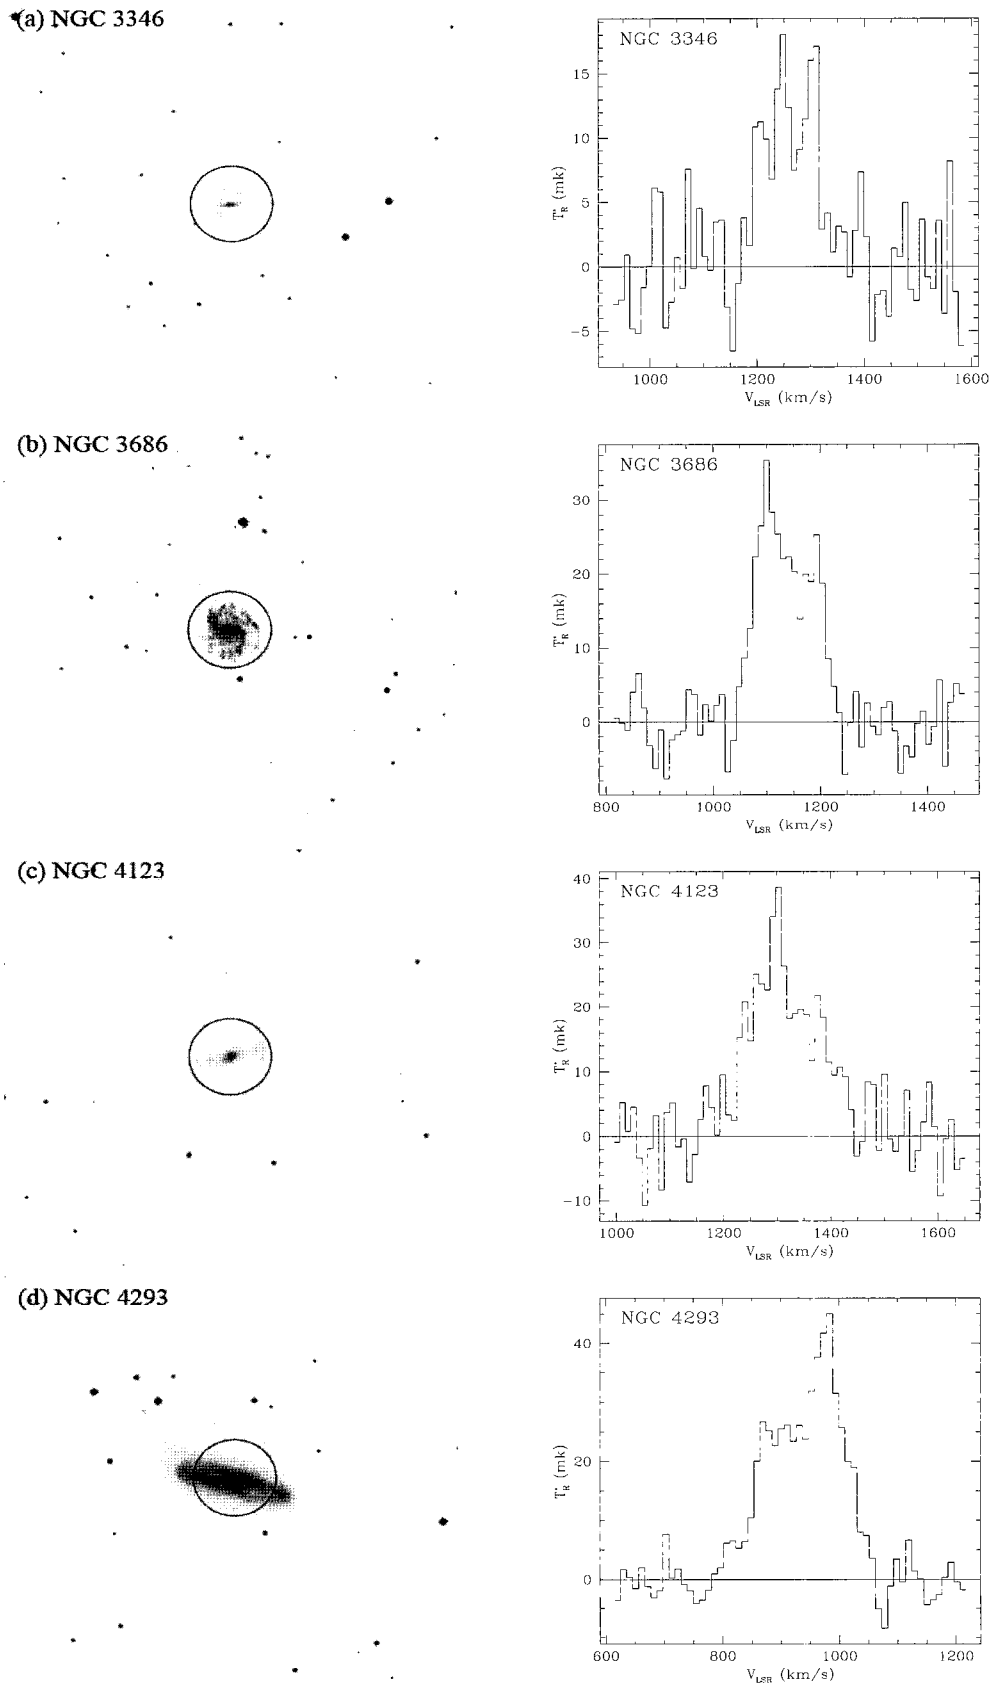 (a) NGC 3346
NGC 3346
15
10
5
0
-5
T*R (mk)
1000 1200 1400 1600
VLSR (km/s)
(b) NGC 3686
NGC 3686
30
20
10
0
T*R (mk)
800 1000 1200 1400
VLSR (km/s)
(c) NGC 4123
NGC 4123
40
30
20
10
0
-10
T*R (mk)
1000 1200 1400 1600
VLSR (km/s)
(d) NGC 4293
NGC 4293
40
20
0
T*R (mk)
600 800 1000 1200
VLSR (km/s)